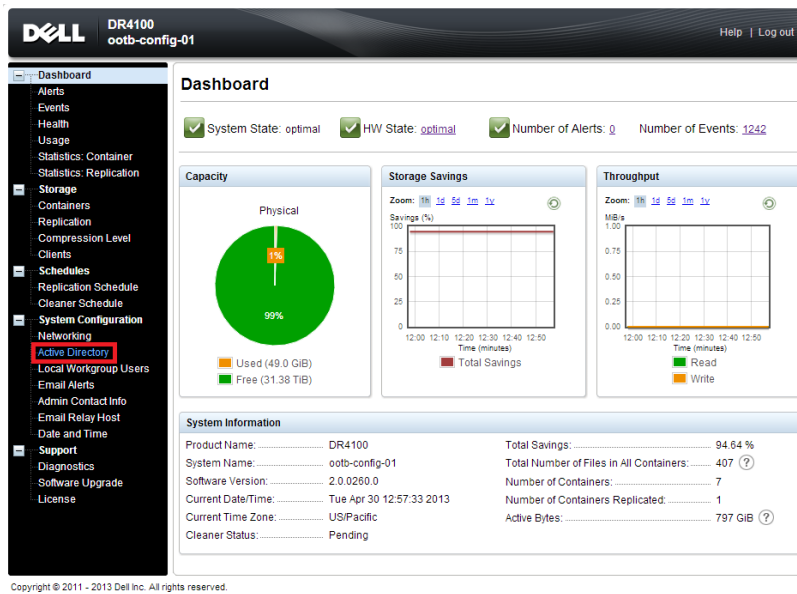 DELL
DR4100
ootb-config-01
Help | Log out
Dashboard
Alerts
Events
Health
Usage
Statistics: Container
Statistics: Replication
Storage
Containers
Replication
Compression Level
Clients
Schedules
Replication Schedule
Cleaner Schedule
System Configuration
Networking
Active Directory
Local Workgroup Users
Email Alerts
Admin Contact Info
Email Relay Host
Date and Time
Support
Diagnostics
Software Upgrade
License
Dashboard
System State: optimal HW State: optimal Number of Alerts: 0 Number of Events: 1242
Capacity
Physical
1%
99%
Used (49.0 GiB)
Free (31.38 TiB)
Storage Savings
Zoom: 1h 1d 5d 1m 1y
Savings (%)
100
75
50
25
0
12:00 12:10 12:20 12:30 12:40 12:50
Time (minutes)
Total Savings
Throughput
Zoom: 1h 1d 5d 1m 1y
MiB/s
1.00
0.75
0.50
0.25
0.00
12:00 12:10 12:20 12:30 12:40 12:50
Time (minutes)
Read
Write
System Information
Product Name: DR4100
System Name: ootb-config-01
Software Version: 2.0.0260.0
Current Date/Time: Tue Apr 30 12:57:33 2013
Current Time Zone: US/Pacific
Cleaner Status: Pending
Total Savings: 94.64 %
Total Number of Files in All Containers: 407 ?
Number of Containers: 7
Number of Containers Replicated: 1
Active Bytes: 797 GiB ?
Copyright © 2011 - 2013 Dell Inc. All rights reserved.